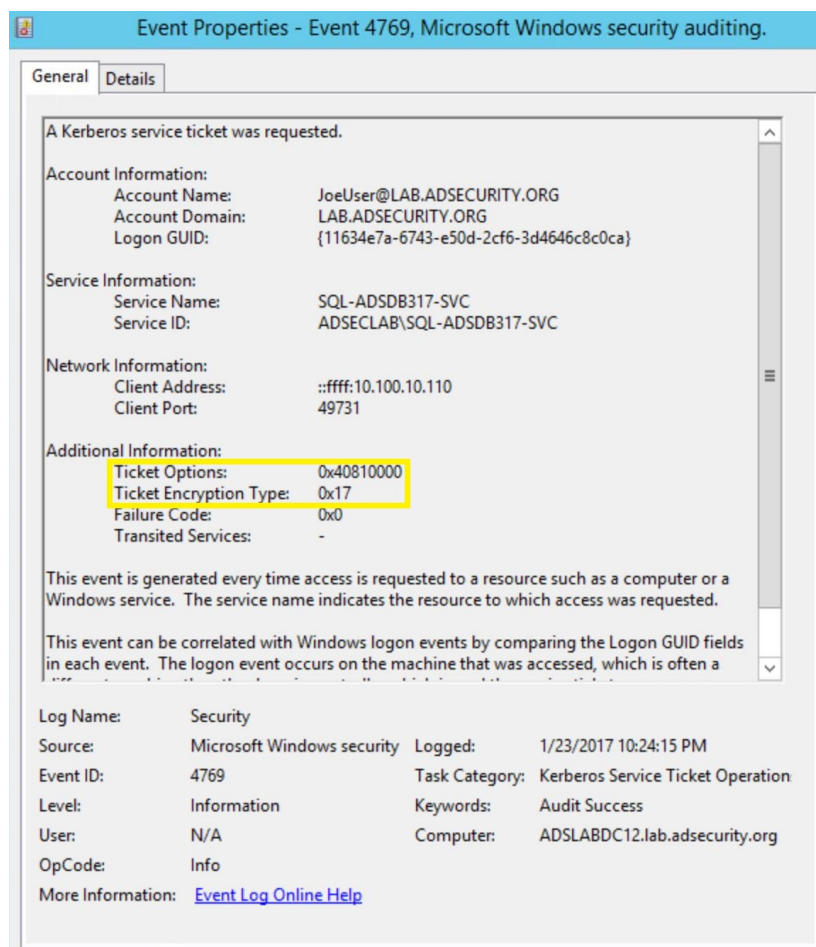 Event Properties - Event 4769, Microsoft Windows security auditing.
General Details
A Kerberos service ticket was requested.
Account Information:
Account Name: JoeUser@LAB.ADSECURITY.ORG
Account Domain: LAB.ADSECURITY.ORG
Logon GUID: {11634e7a-6743-e50d-2cf6-3d4646c8c0ca}
Service Information:
Service Name: SQL-ADSDB317-SVC
Service ID: ADSECLAB\SQL-ADSDB317-SVC
Network Information:
Client Address: ::ffff:10.100.10.110
Client Port: 49731
Additional Information:
Ticket Options: 0x40810000
Ticket Encryption Type: 0x17
Failure Code: 0x0
Transited Services: -
This event is generated every time access is requested to a resource such as a computer or a
Windows service. The service name indicates the resource to which access was requested.
This event can be correlated with Windows logon events by comparing the Logon GUID fields
in each event. The logon event occurs on the machine that was accessed, which is often a
Log Name: Security
Source: Microsoft Windows security Logged: 1/23/2017 10:24:15 PM
Event ID: 4769 Task Category: Kerberos Service Ticket Operation
Level: Information Keywords: Audit Success
User: N/A Computer: ADSLABDC12.lab.adsecurity.org
OpCode: Info
More Information: Event Log Online Help